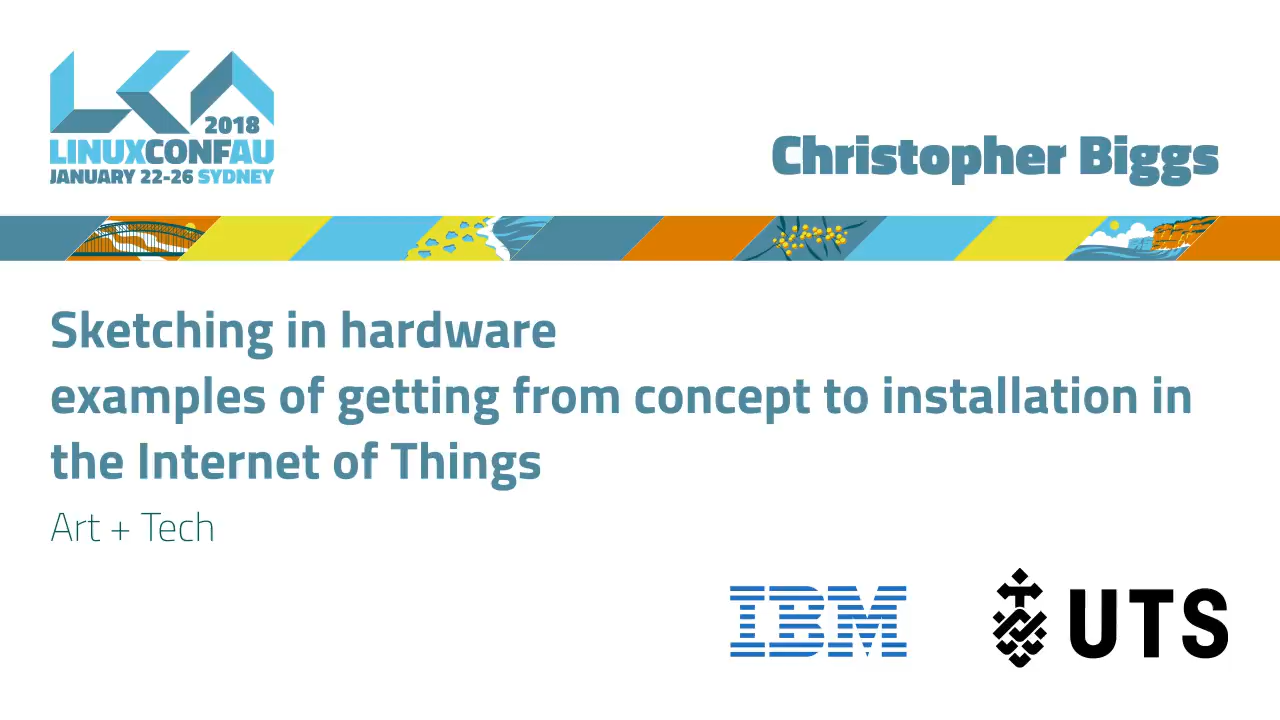 2018
LINUXCONFAU
JANUARY 22-26 SYDNEY
Christopher Biggs
Sketching in hardware
examples of getting from concept to installation in
the Internet of Things
Art + Tech
IBM
UTS